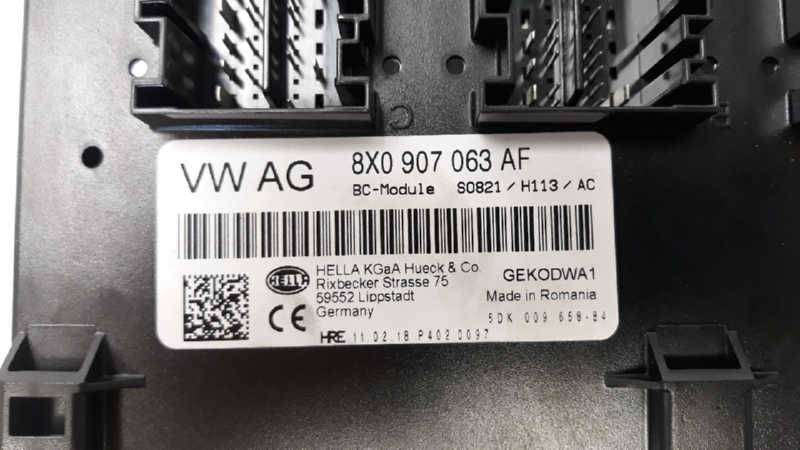 C
VW AG
8X0 907 063 AF
BC-Module S0821 / H113 / AC
HELLA
HELLA KGaA Hueck & Co.
Rixbecker Strasse 75
59552 Lippstadt
Germany
GEKODWA1
Made in Romania
CE
HRE 11.02.18 P402 0097
5DK 009 658-84